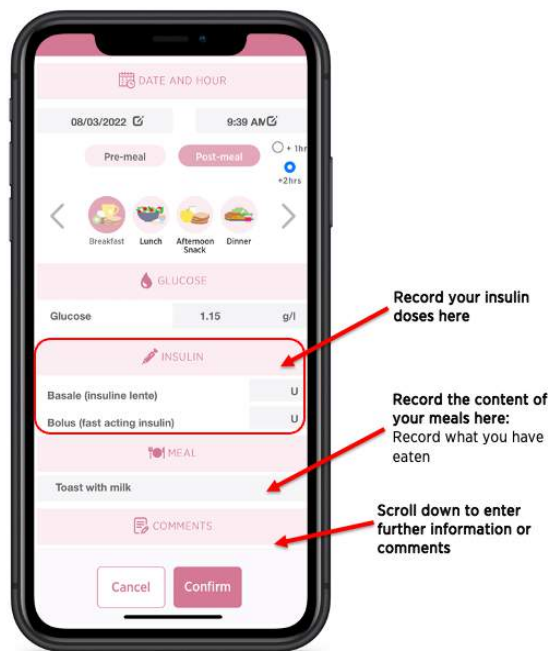 DATE AND HOUR
08/03/2022
9:39 AM
Pre-meal
Post-meal
+ 1hr
+2hrs
Breakfast
Lunch
Afternoon
Snack
Dinner
GLUCOSE
Glucose
1.15
g/l
INSULIN
Basale (insuline lente)
U
Bolus (fast acting insulin)
U
MEAL
Toast with milk
COMMENTS
Cancel
Confirm
Record your insulin
doses here
Record the content of
your meals here:
Record what you have
eaten
Scroll down to enter
further information or
comments